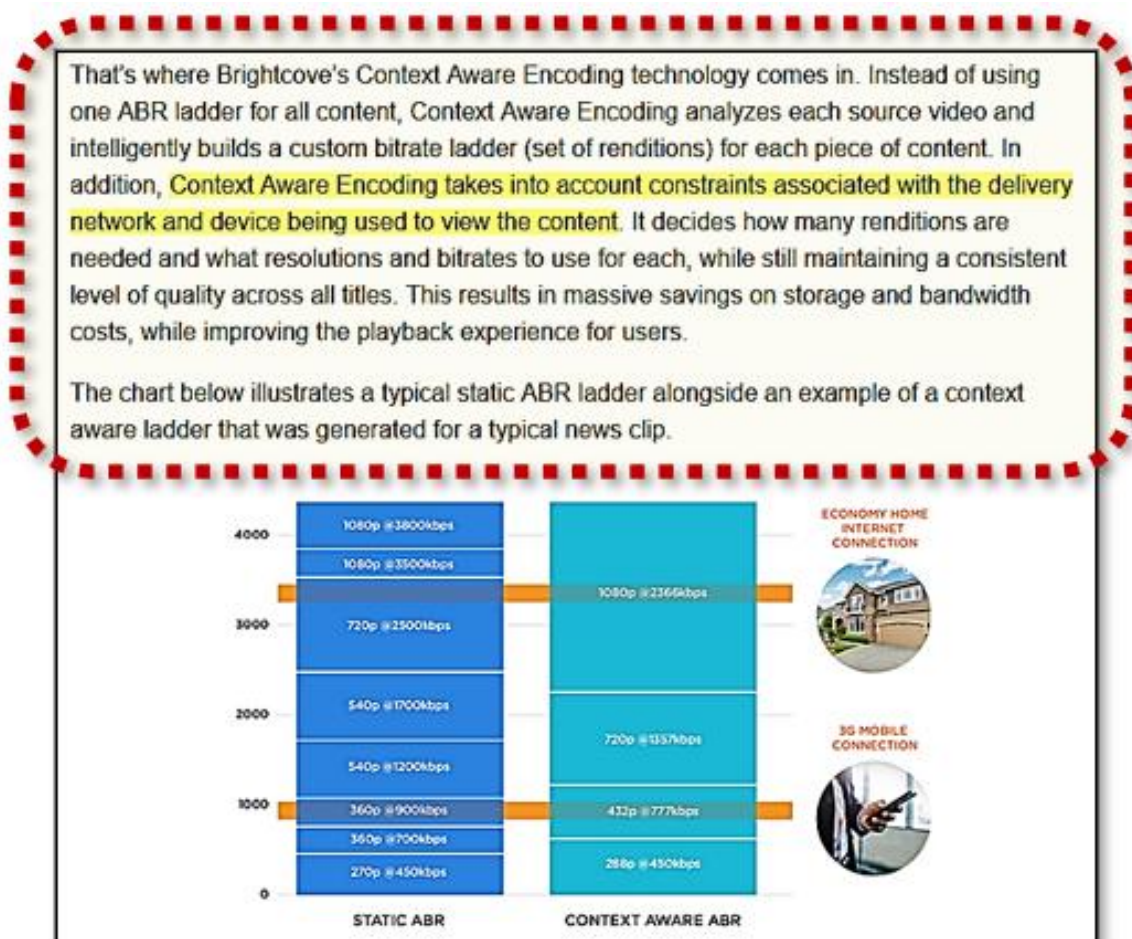 That's where Brightcove's Context Aware Encoding technology comes in. Instead of using
one ABR ladder for all content, Context Aware Encoding analyzes each source video and
intelligently builds a custom bitrate ladder (set of renditions) for each piece of content. In
addition, Context Aware Encoding takes into account constraints associated with the delivery
network and device being used to view the content. It decides how many renditions are
needed and what resolutions and bitrates to use for each, while still maintaining a consistent
level of quality across all titles. This results in massive savings on storage and bandwidth
costs, while improving the playback experience for users.
The chart below illustrates a typical static ABR ladder alongside an example of a context
aware ladder that was generated for a typical news clip.
4000
3000
2000
1000
0
1080p @3800kbps
1080p @3500kbps
720p @2500kbps
540p @1700kbps
540p @1200kbps
360p @900kbps
360p @700kbps
270p @450kbps
STATIC ABR
1080p @2366kbps
720p @1357kbps
432p @777kbps
288p @450kbps
CONTEXT AWARE ABR
ECONOMY HOME
INTERNET
CONNECTION
3G MOBILE
CONNECTION